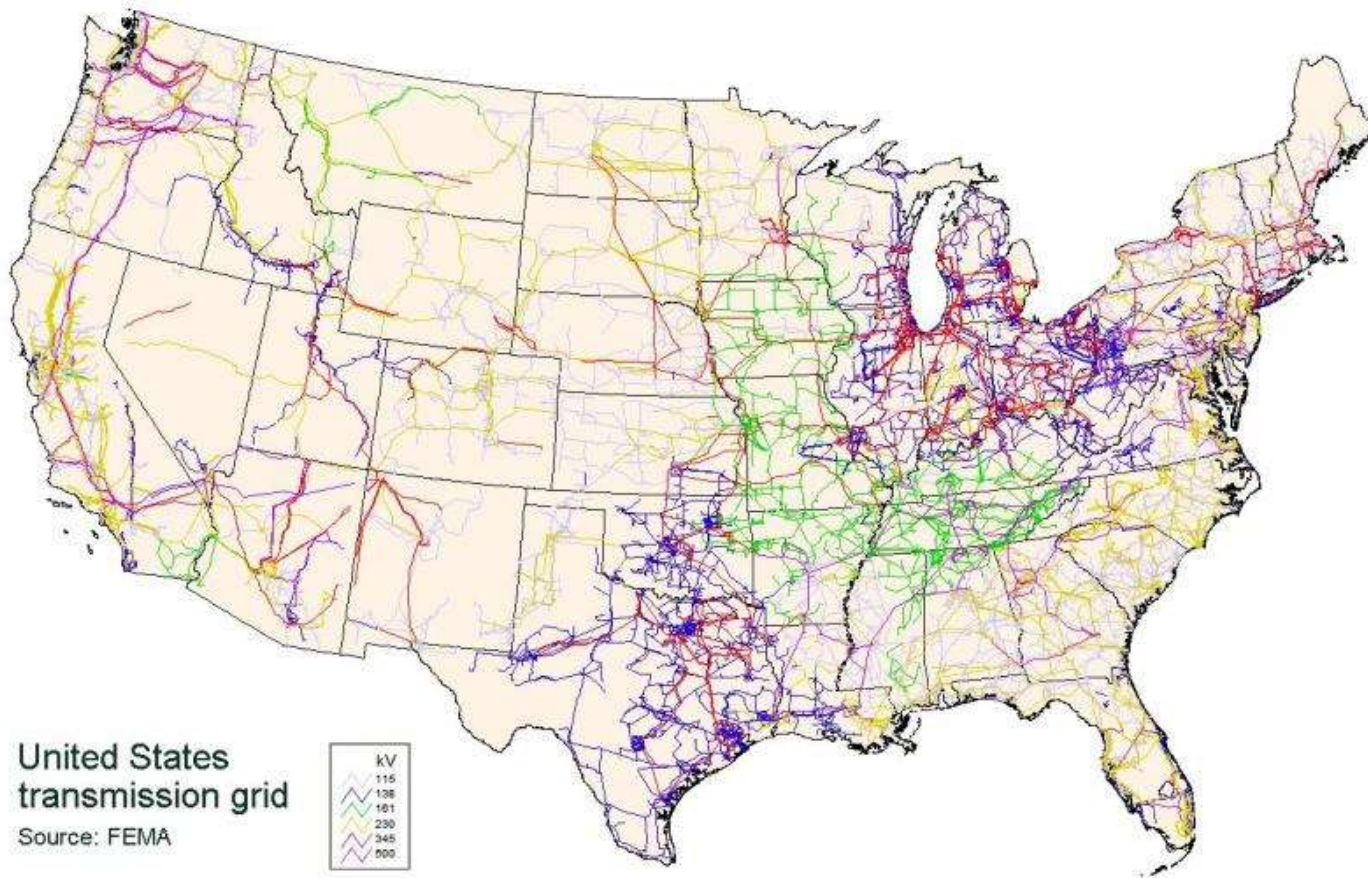 United States
transmission grid
Source: FEMA
kV
115
138
161
230
345
500